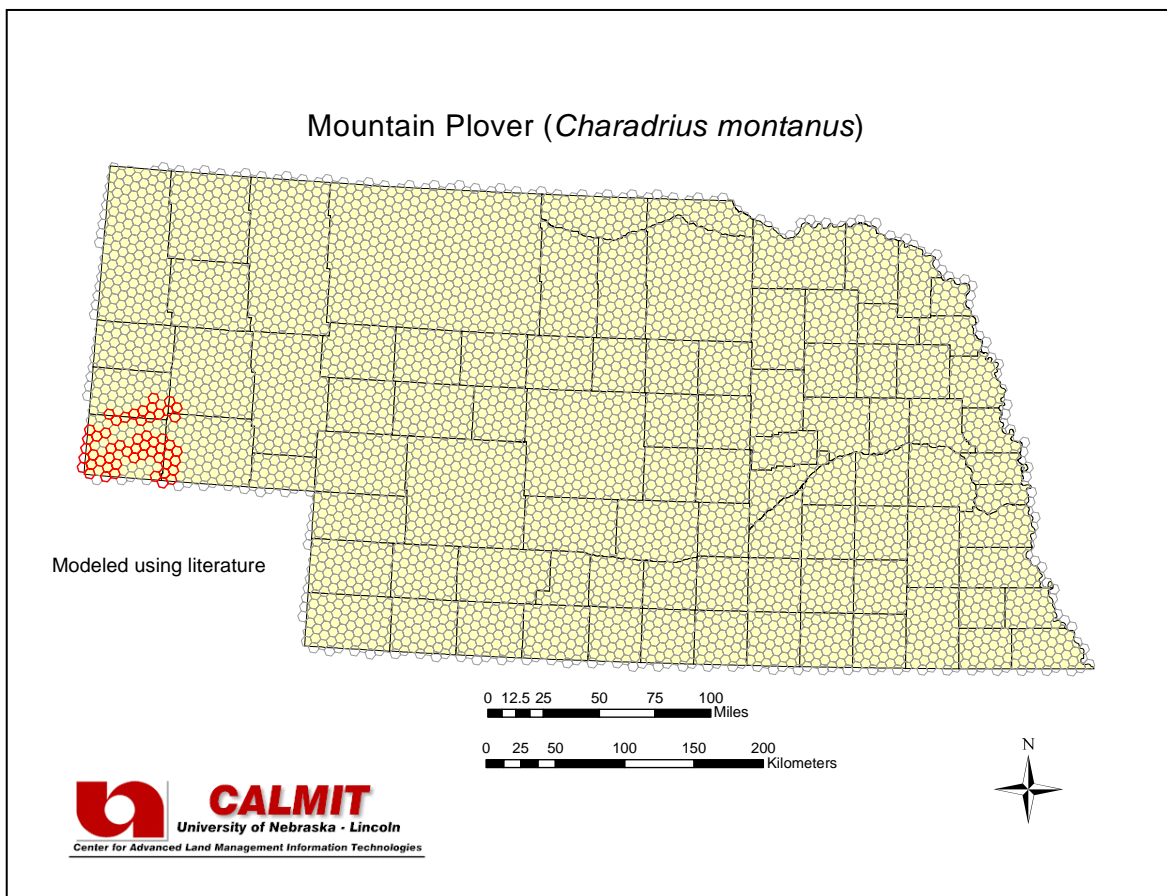 Mountain Plover (Charadrius montanus)
Modeled using literature
0 12.5 25 50 75 100
Miles
0 25 50 100 150 200
Kilometers
N
CALMIT
University of Nebraska - Lincoln
Center for Advanced Land Management Information Technologies